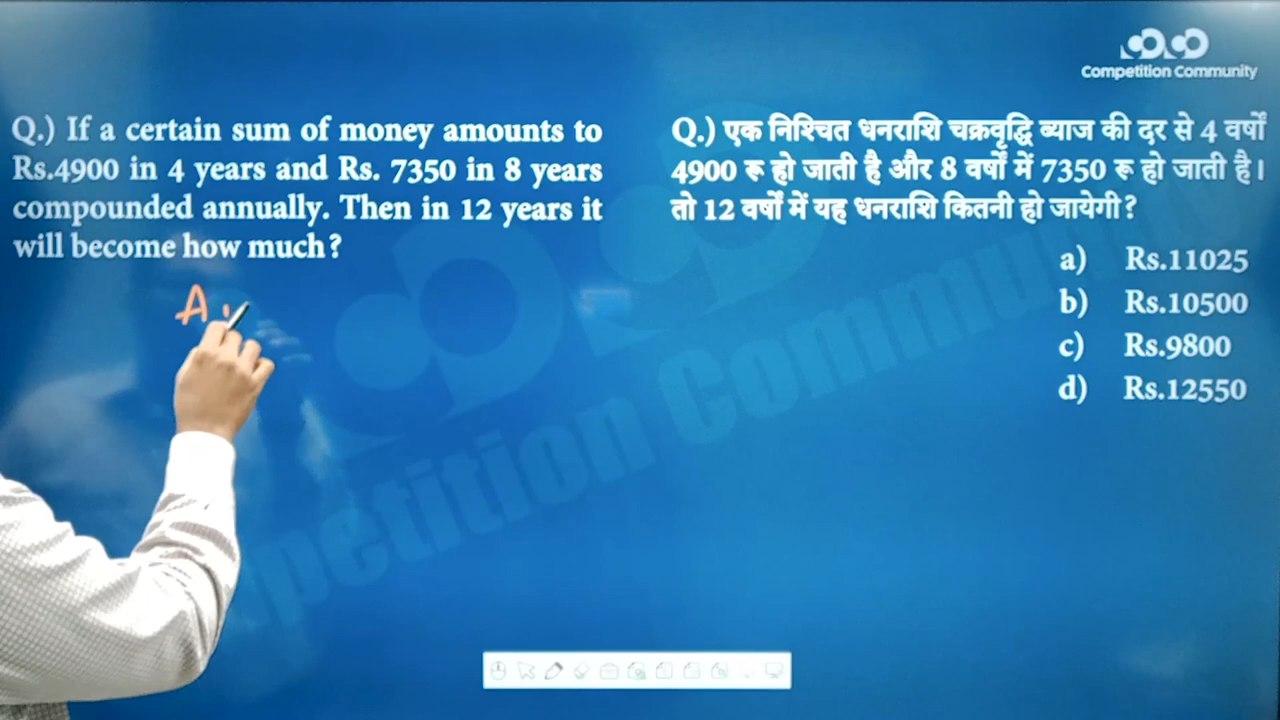 Competition Community
Q.) If a certain sum of money amounts to
Rs.4900 in 4 years and Rs. 7350 in 8 years
compounded annually. Then in 12 years it
will become how much?
Q.) एक निश्चित धनराशि चक्रवृद्धि ब्याज की दर से 4 वर्षों
4900 रू हो जाती है और 8 वर्षों में 7350 रू हो जाती है।
तो 12 वर्षों में यह धनराशि कितनी हो जायेगी?
a) Rs.11025
b) Rs.10500
c) Rs.9800
d) Rs.12550
A
petition Community